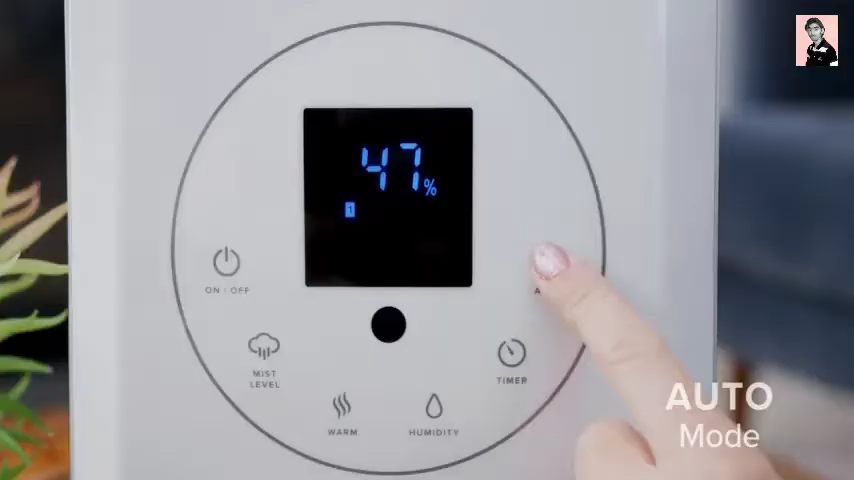 47%
1
ON · OFF
A
MIST
LEVEL
TIMER
WARM
HUMIDITY
AUTO
Mode